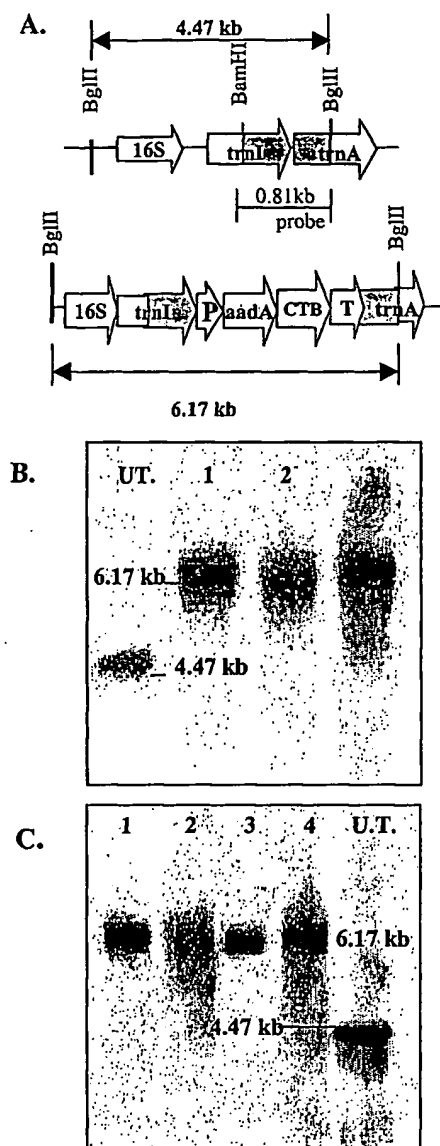 A.
4.47 kb
BglII
BamHI
BglII
16S
trnI
trnA
0.81kb
probe
BglII
BglII
16S
trnI
P
aadA
CTB
T
trnA
6.17 kb
B.
UT.
1
2
3
6.17 kb
4.47 kb
C.
1
2
3
4
U.T.
6.17 kb
4.47 kb